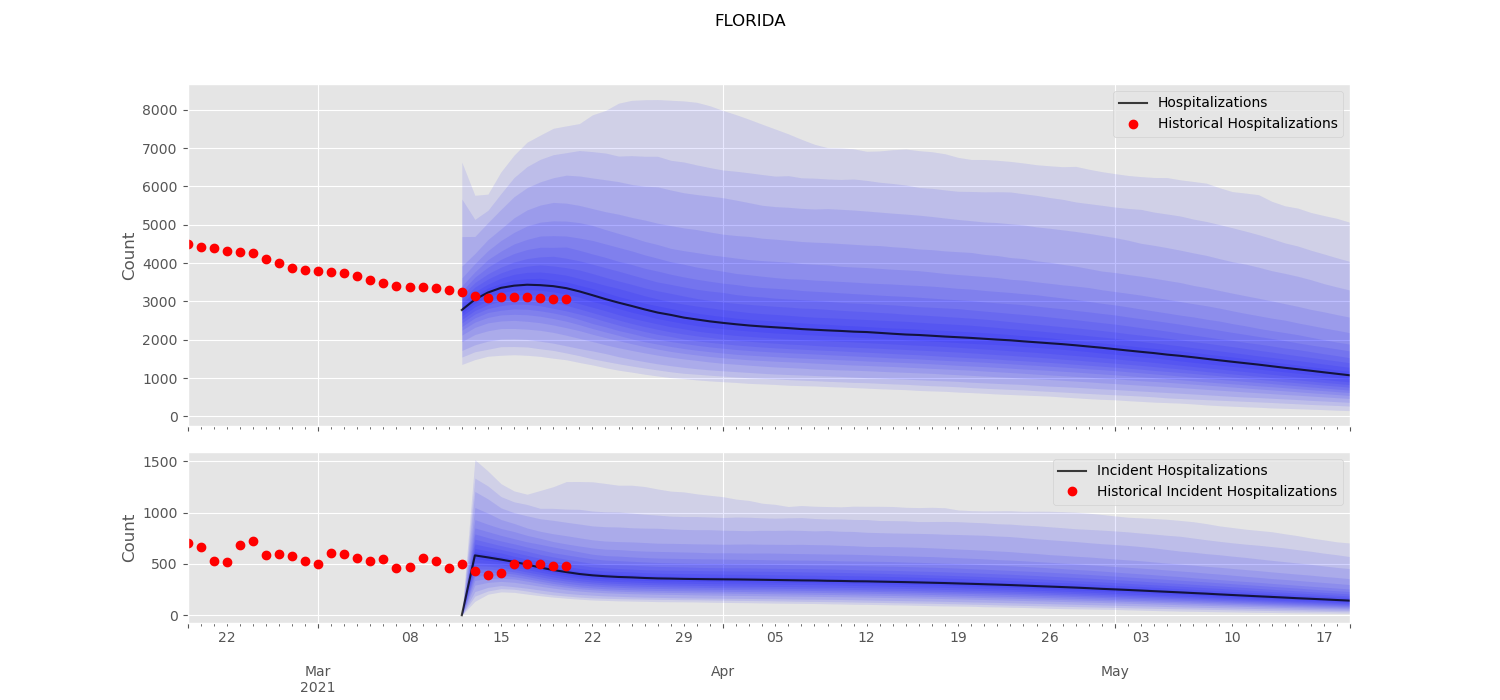 FLORIDA
8000
7000
6000
5000
4000
3000
2000
1000
0
Count
Hospitalizations
Historical Hospitalizations
1500
1000
500
0
Count
Incident Hospitalizations
Historical Incident Hospitalizations
22 08 15 22 29 05 12 19 26 03 10 17
Mar Apr May
2021